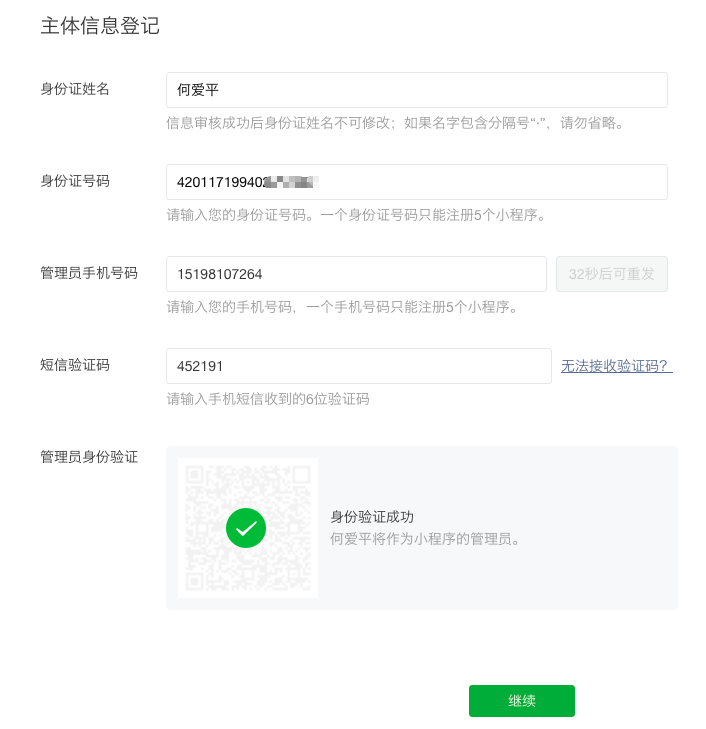 主体信息登记
身份证姓名
何爱平
信息审核成功后身份证姓名不可修改；如果名字包含分隔号“·”，请勿省略。
身份证号码
42011719940
请输入您的身份证号码。一个身份证号码只能注册5个小程序。
管理员手机号码
15198107264
32秒后可重发
请输入您的手机号码，一个手机号码只能注册5个小程序。
短信验证码
452191
无法接收验证码？
请输入手机短信收到的6位验证码
管理员身份验证
身份验证成功
何爱平将作为小程序的管理员。
继续